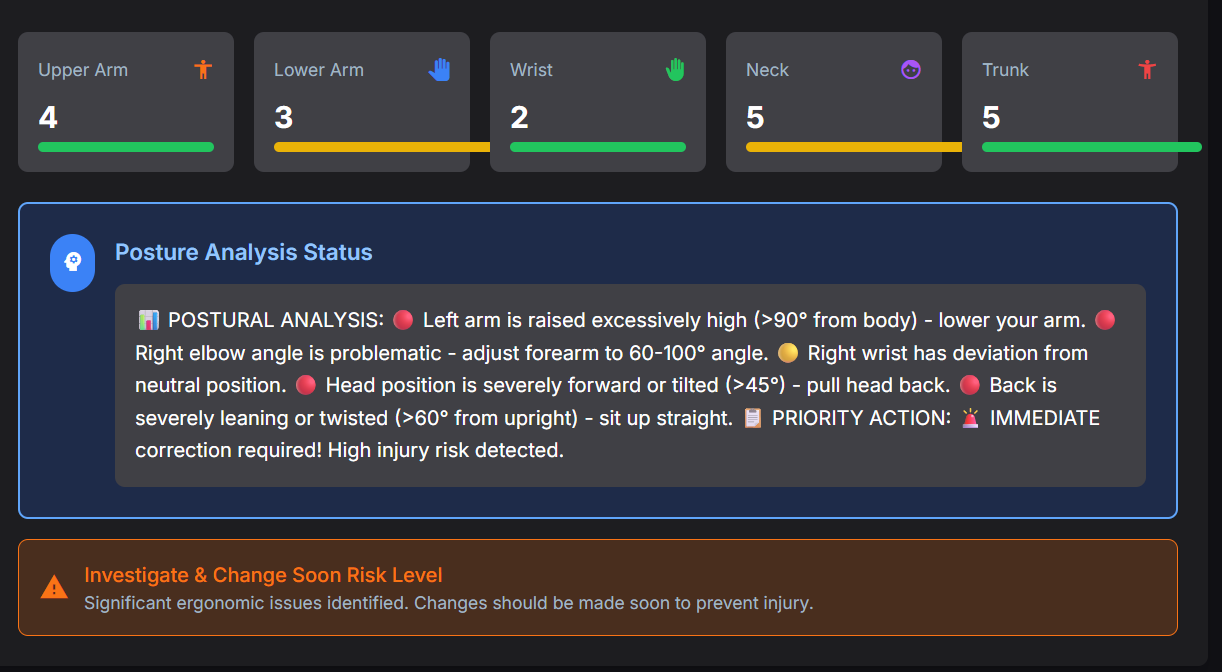 Upper Arm
4
Lower Arm
3
Wrist
2
Neck
5
Trunk
5
Posture Analysis Status
📊 POSTURAL ANALYSIS: 🔴 Left arm is raised excessively high (>90° from body) - lower your arm. 🔴
Right elbow angle is problematic - adjust forearm to 60-100° angle. 🟡 Right wrist has deviation from
neutral position. 🔴 Head position is severely forward or tilted (>45°) - pull head back. 🔴 Back is
severely leaning or twisted (>60° from upright) - sit up straight. 📋 PRIORITY ACTION: 🚨 IMMEDIATE
correction required! High injury risk detected.
Investigate & Change Soon Risk Level
Significant ergonomic issues identified. Changes should be made soon to prevent injury.